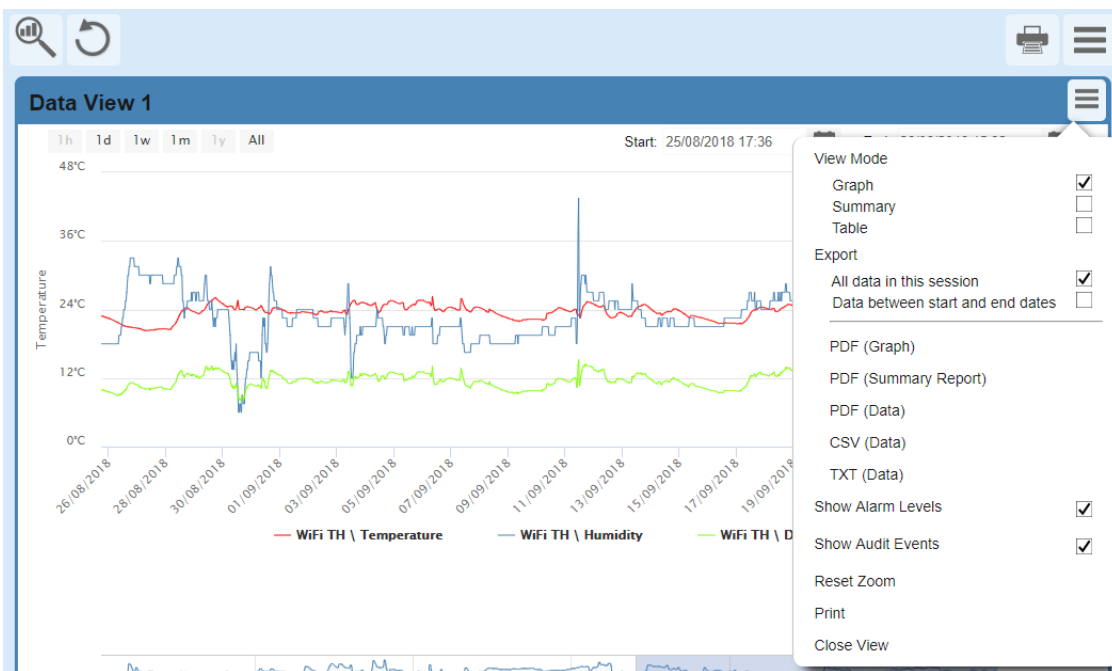 Data View 1
1h 1d 1w 1m 1y All
Start: 25/08/2018 17:36
View Mode
Graph
Summary
Table
Export
All data in this session
Data between start and end dates
PDF (Graph)
PDF (Summary Report)
PDF (Data)
CSV (Data)
TXT (Data)
Show Alarm Levels
Show Audit Events
Reset Zoom
Print
Close View
48°C
36°C
24°C
12°C
0°C
Temperature
26/08/2018
28/08/2018
30/08/2018
01/09/2018
03/09/2018
05/09/2018
07/09/2018
09/09/2018
11/09/2018
13/09/2018
15/09/2018
17/09/2018
19/09/2018
WiFi TH \ Temperature
WiFi TH \ Humidity
WiFi TH \ D